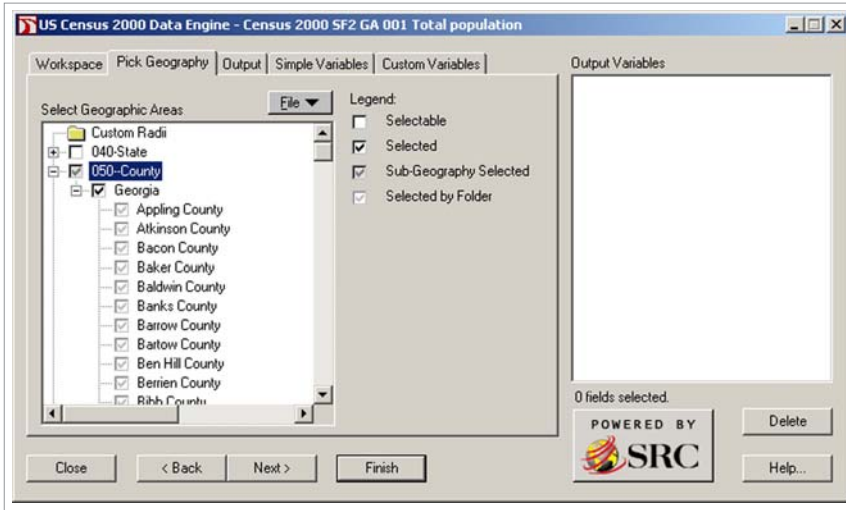 US Census 2000 Data Engine - Census 2000 SF2 GA 001 Total population
Workspace
Pick Geography
Output
Simple Variables
Custom Variables
Output Variables
Select Geographic Areas
File
Legend:
Selectable
Selected
Sub-Geography Selected
Selected by Folder
Custom Radii
040-State
050--County
Georgia
Appling County
Atkinson County
Bacon County
Baker County
Baldwin County
Banks County
Barrow County
Bartow County
Ben Hill County
Berrien County
Bibb County
0 fields selected.
POWERED BY
SRC
Delete
Help...
Close
< Back
Next >
Finish